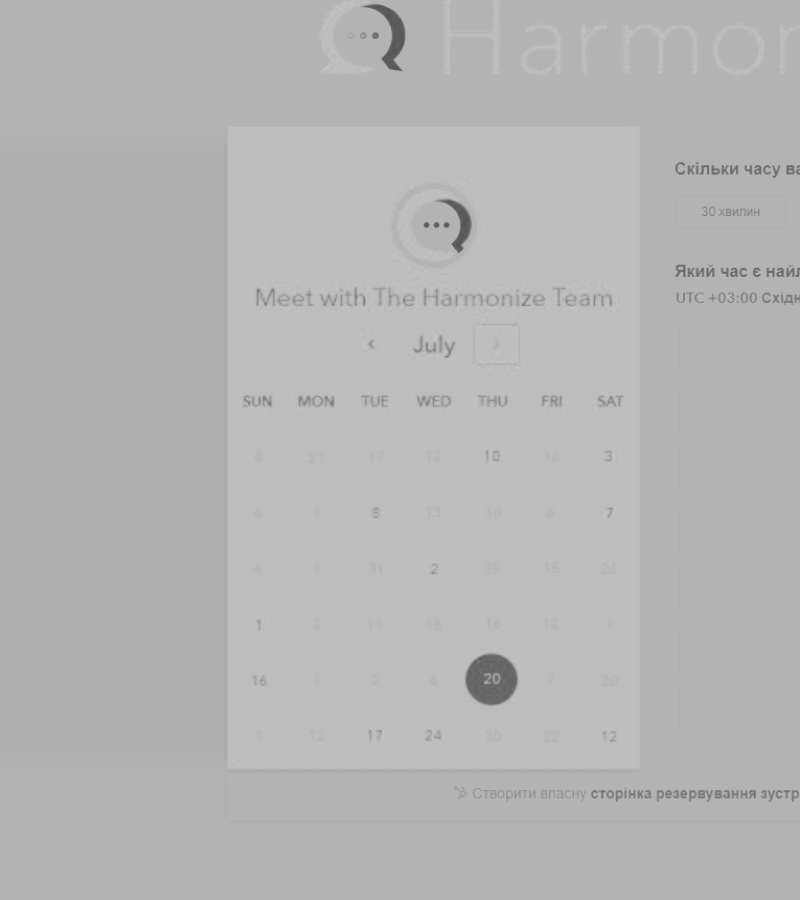 Harmon
Meet with The Harmonize Team
July
SUN MON TUE WED THU FRI SAT
8 21 17 12 10 16 3
6 1 8 13 10 6 7
4 1 31 2 25 15 26
1 2 11 18 16 12 1
16 1 2 6 20 7 20
1 12 17 24 30 22 12
Скільки часу ва
30 хвилин
Який час є найл
UTC +03:00 Східн
Створити власну сторінка резервування зустр